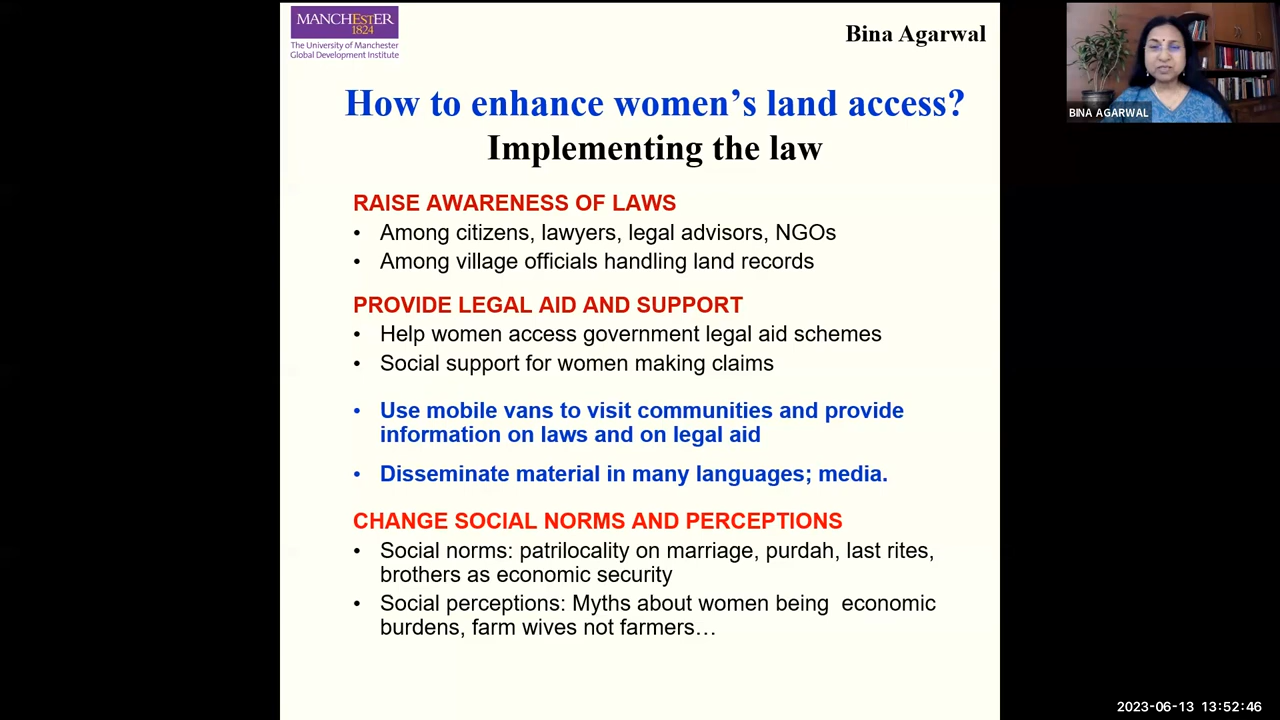 MANCHESTER
1824
The University of Manchester
Global Development Institute
Bina Agarwal
BINA AGARWAL
How to enhance women’s land access?
Implementing the law
RAISE AWARENESS OF LAWS
• Among citizens, lawyers, legal advisors, NGOs
• Among village officials handling land records
PROVIDE LEGAL AID AND SUPPORT
• Help women access government legal aid schemes
• Social support for women making claims
• Use mobile vans to visit communities and provide
information on laws and on legal aid
• Disseminate material in many languages; media.
CHANGE SOCIAL NORMS AND PERCEPTIONS
• Social norms: patrilocality on marriage, purdah, last rites,
brothers as economic security
• Social perceptions: Myths about women being economic
burdens, farm wives not farmers…
2023-06-13 13:52:46